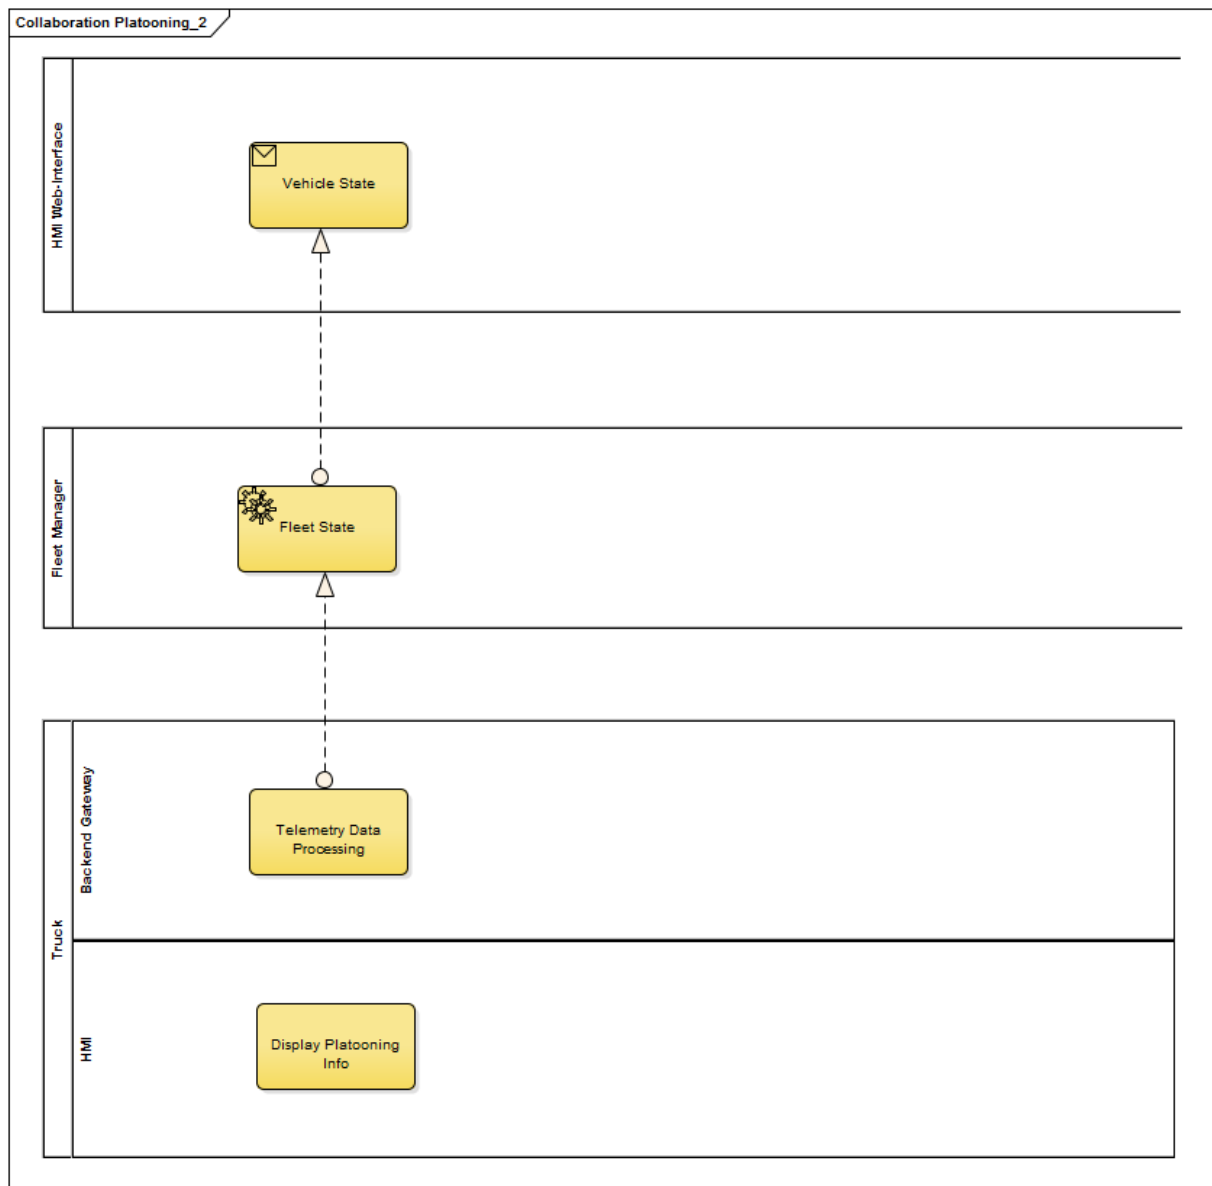 Collaboration Platooning_2
HMI Web-Interface
Vehicle State
Fleet Manager
Fleet State
Truck
Backend Gateway
Telemetry Data
Processing
HMI
Display Platooning
Info